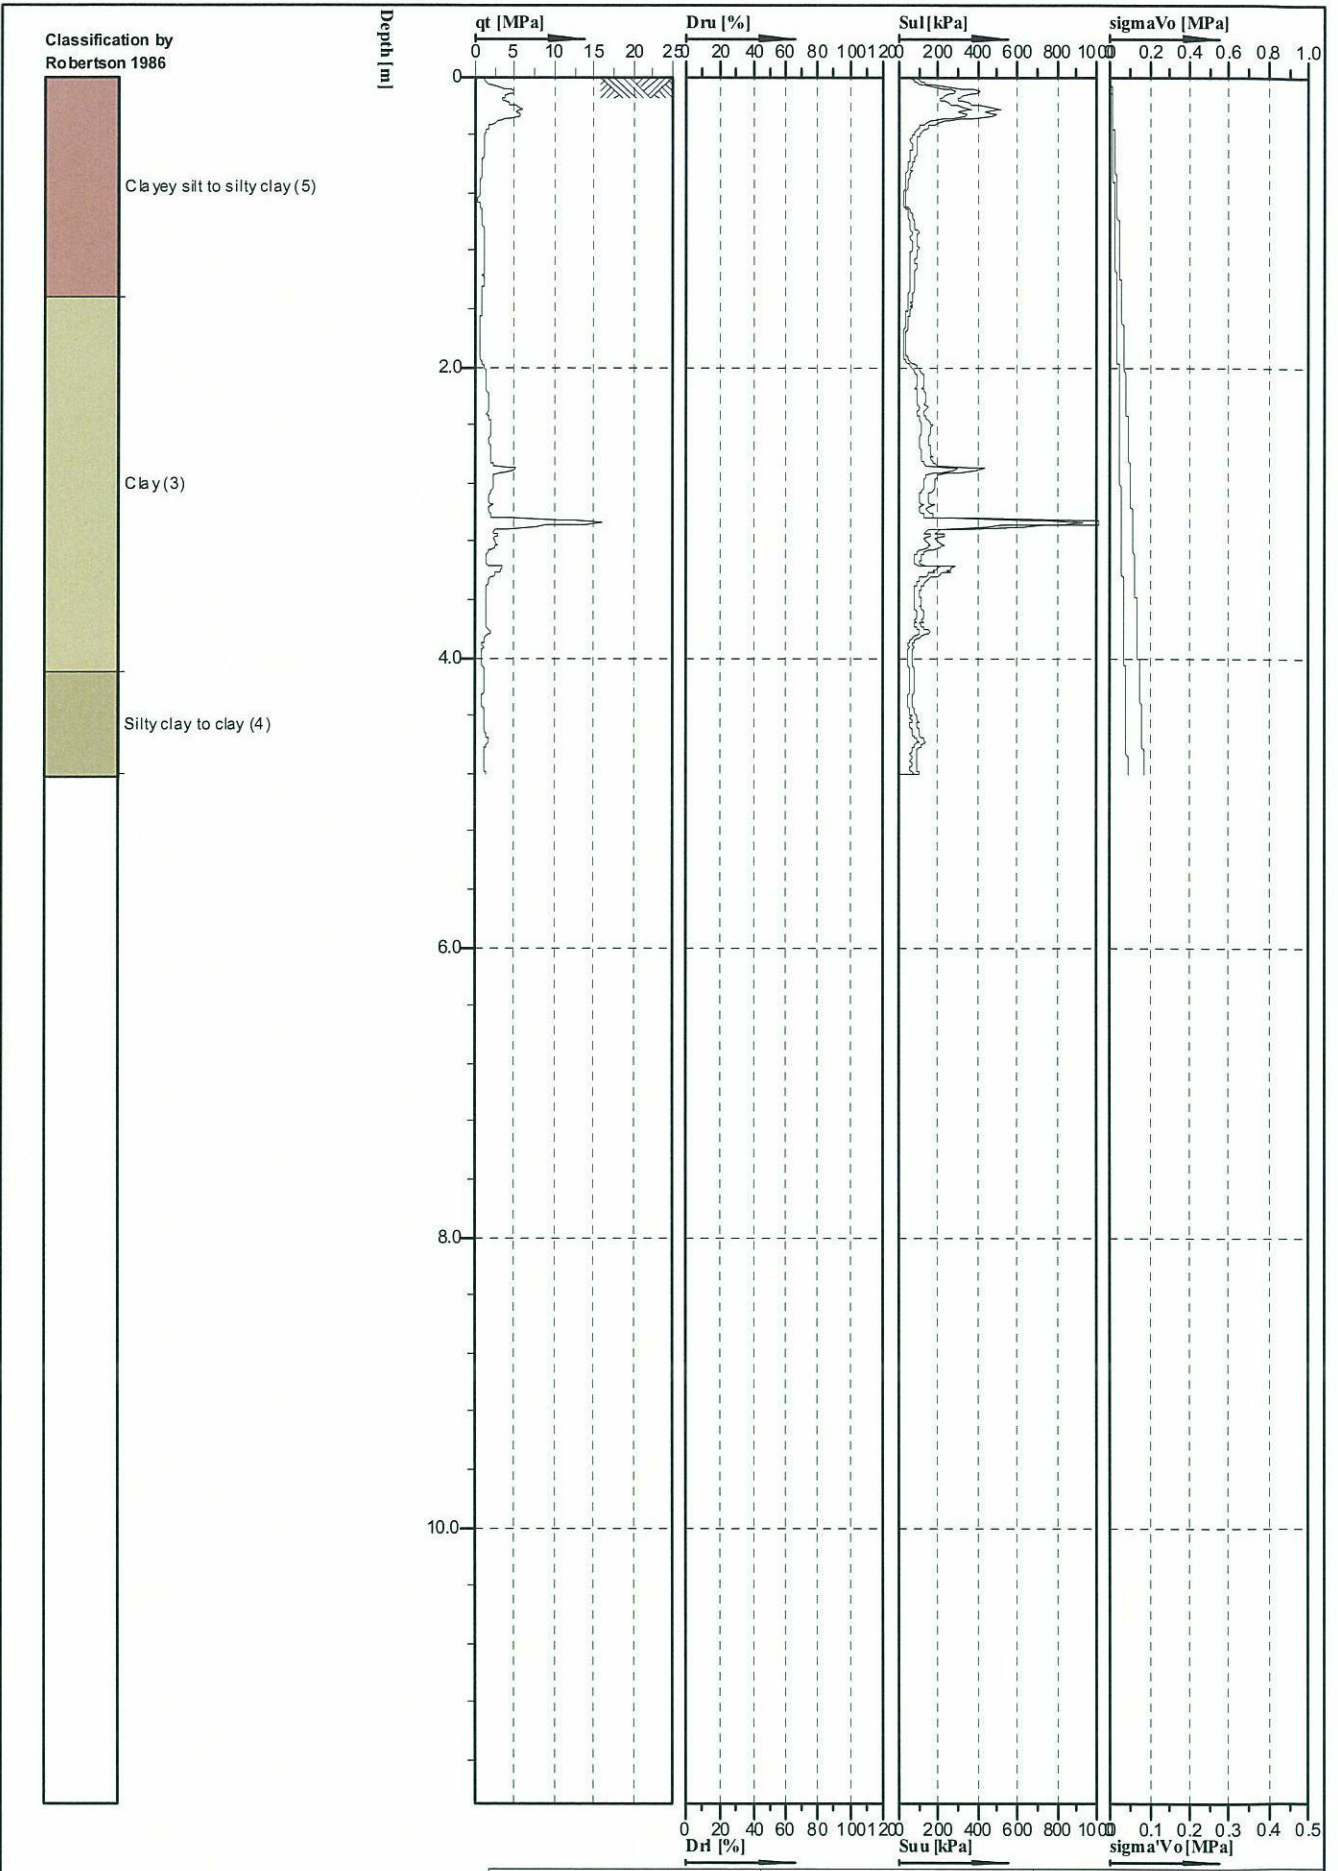 Classification by
Robertson 1986
Depth [m]
qt [MPa]
Dru [%]
Sul[kPa]
sigmaVo [MPa]
0 5 10 15 20 25
0 20 40 60 80 100 120
0 200 400 600 800 1000
0 0.2 0.4 0.6 0.8 1.0
0
Clayey silt to silty clay (5)
2.0
Clay (3)
4.0
Silty clay to clay (4)
6.0
8.0
10.0
0 20 40 60 80 100 120
0 200 400 600 800 1000
0 0.1 0.2 0.3 0.4 0.5
Drl [%]
Suu [kPa]
sigma'Vo [MPa]